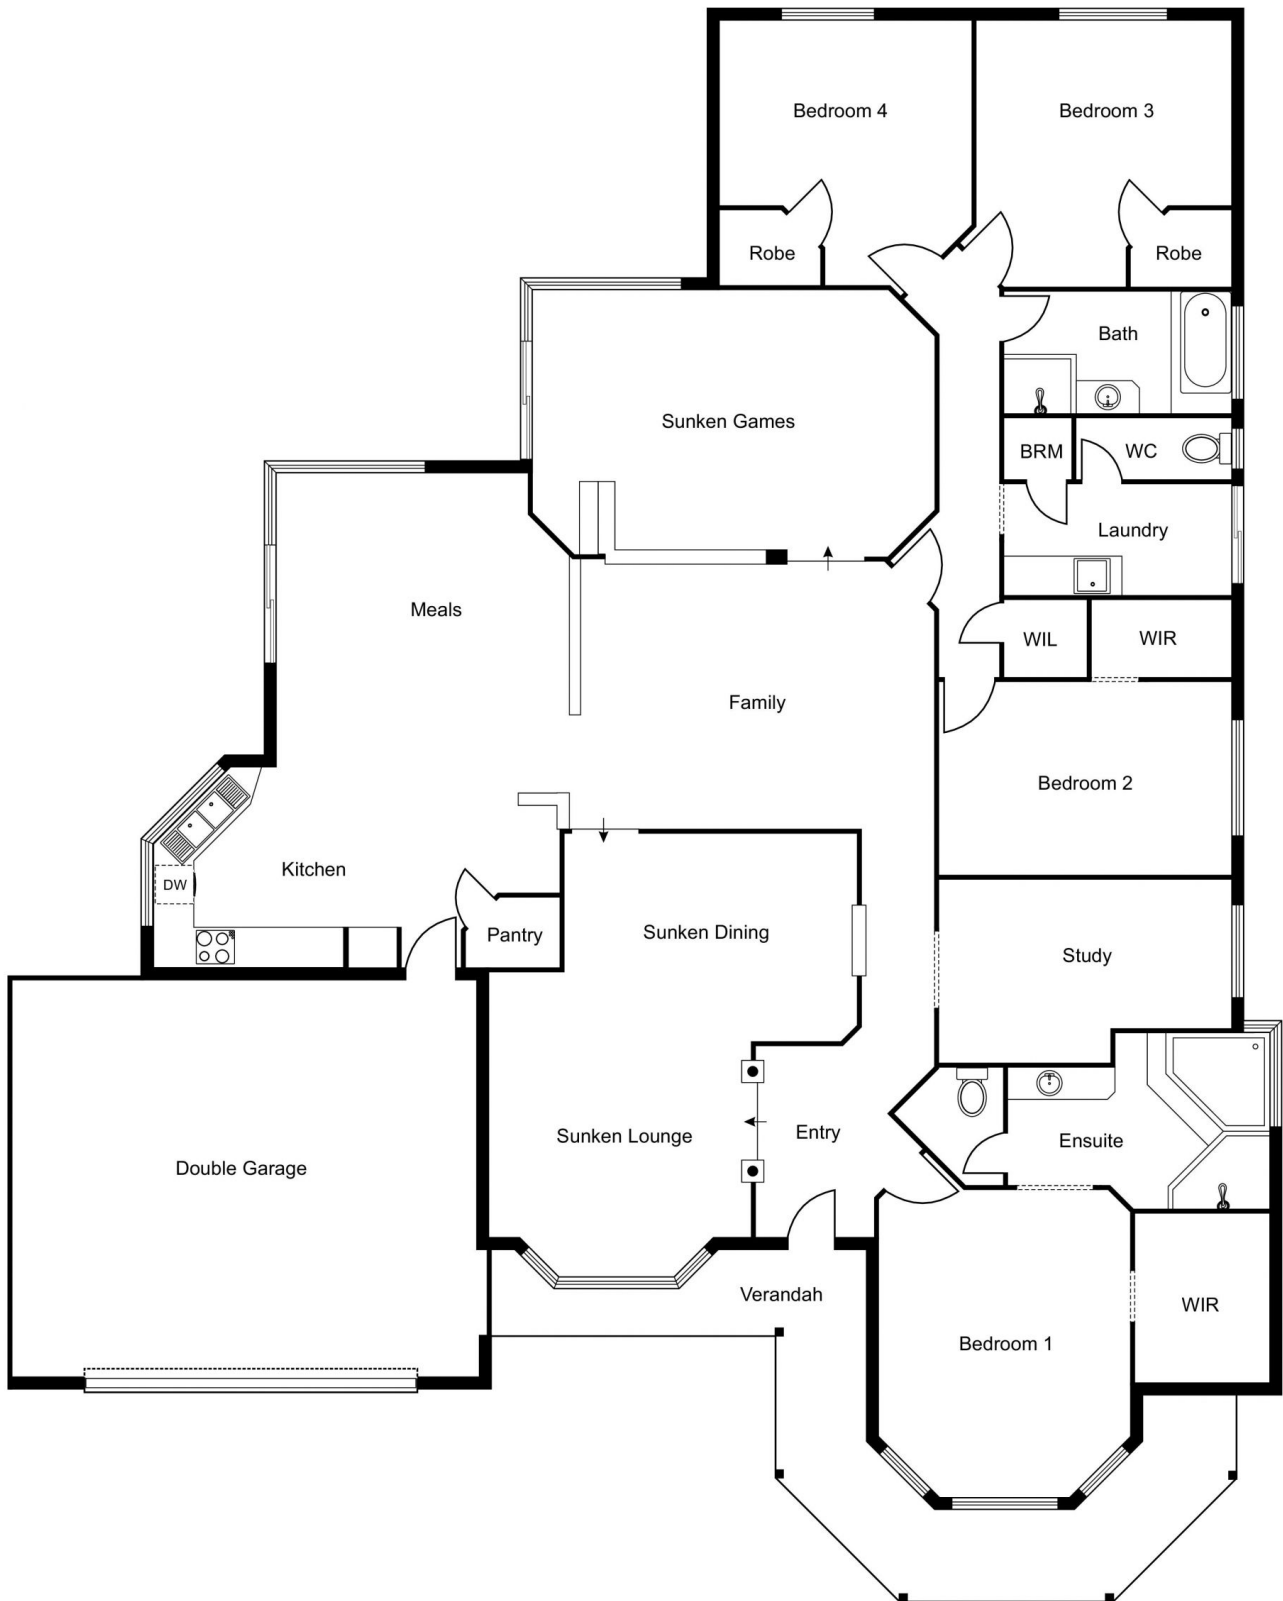 Bedroom 4
Bedroom 3
Robe
Robe
Bath
Sunken Games
BRM
WC
Laundry
Meals
WIL
WIR
Family
Bedroom 2
Kitchen
DW
Pantry
Sunken Dining
Study
Sunken Lounge
Entry
Ensuite
Double Garage
Verandah
WIR
Bedroom 1